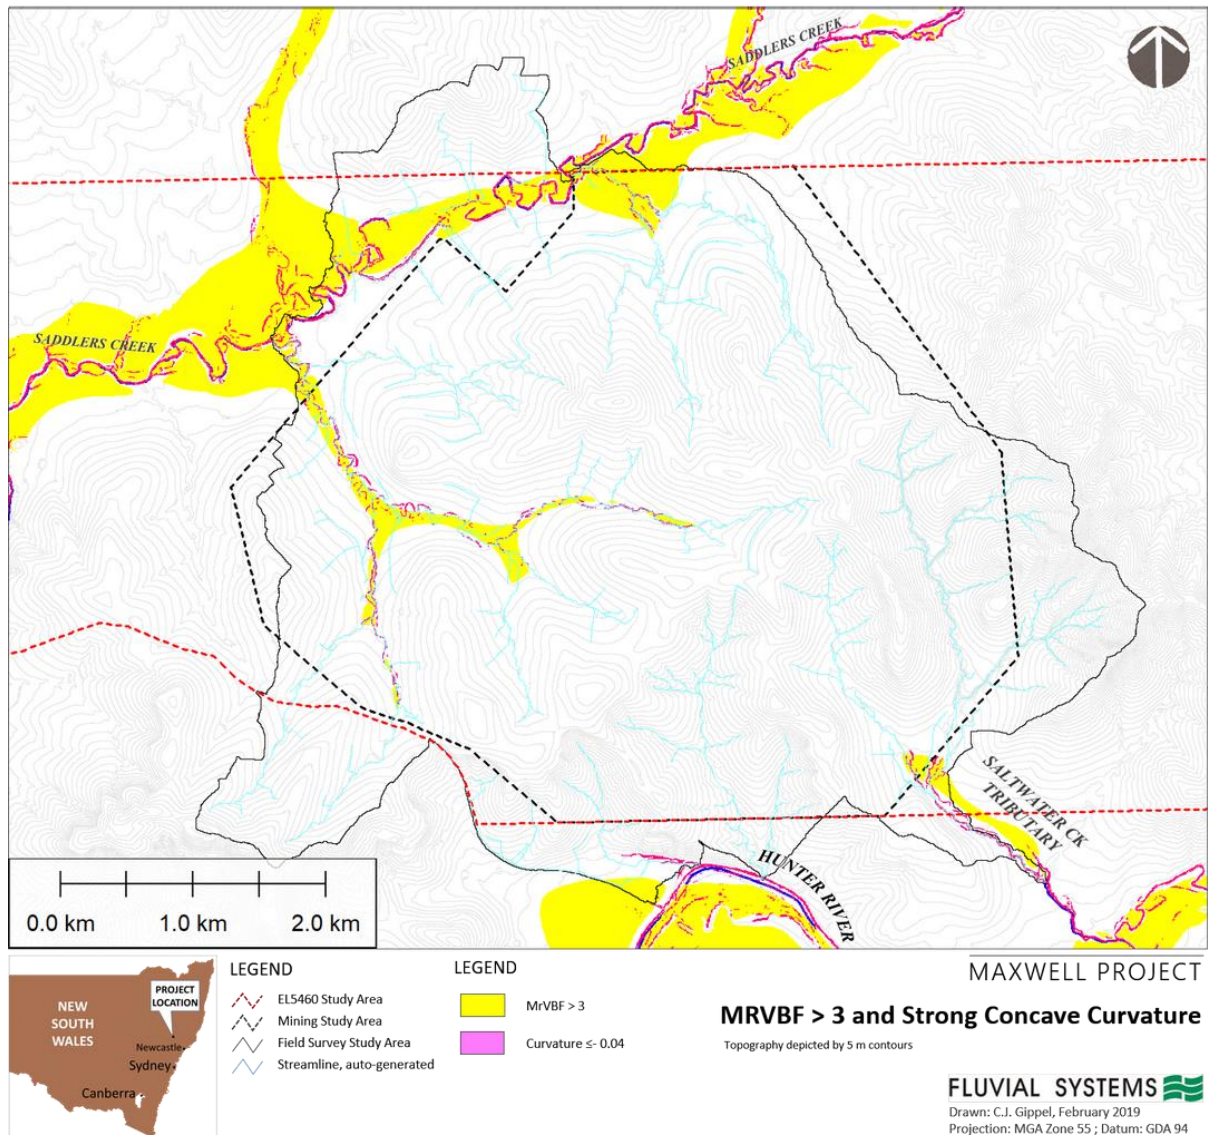 SADDLERS CREEK
SADDLERS CREEK
SALTWATER CK
TRIBUTARY
HUNTER RIVER
0.0 km 1.0 km 2.0 km
NEW
SOUTH
WALES
PROJECT
LOCATION
Newcastle
Sydney
Canberra
LEGEND
EL5460 Study Area
Mining Study Area
Field Survey Study Area
Streamline, auto-generated
LEGEND
MrVBF > 3
Curvature ≤- 0.04
MAXWELL PROJECT
MRVBF > 3 and Strong Concave Curvature
Topography depicted by 5 m contours
FLUVIAL SYSTEMS
Drawn: C.J. Gippel, February 2019
Projection: MGA Zone 55 ; Datum: GDA 94